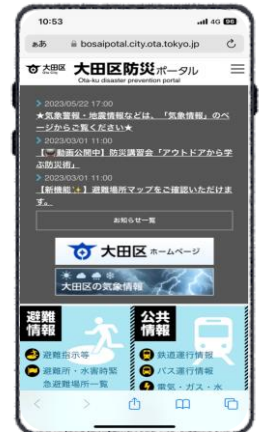 10:53
4G 96
ぁあ bosaipotal.city.ota.tokyo.jp
大田区 大田区防災ポータル
Ota City Ota-ku disaster prevention portal
2023/05/22 17:00
★気象警報・地震情報などは、「気象情報」のペ
ージからご覧ください★
2023/03/01 11:00
【動画公開中】防災講習会「アウトドアから学
ぶ防災術」
2023/03/01 11:00
【新機能✨】避難場所マップをご確認いただけま
す。
お知らせ一覧
大田区 ホームページ
大田区の気象情報
避難
情報
避難指示等
避難所・水害時緊
急避難場所一覧
公共
情報
鉄道運行情報
バス運行情報
電気・ガス・水